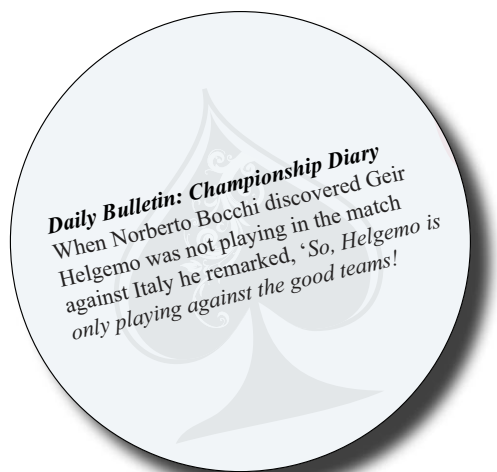 Daily Bulletin: Championship Diary
When Norberto Bocchi discovered Geir
Helgemo was not playing in the match
against Italy he remarked, ‘So, Helgemo is
only playing against the good teams!